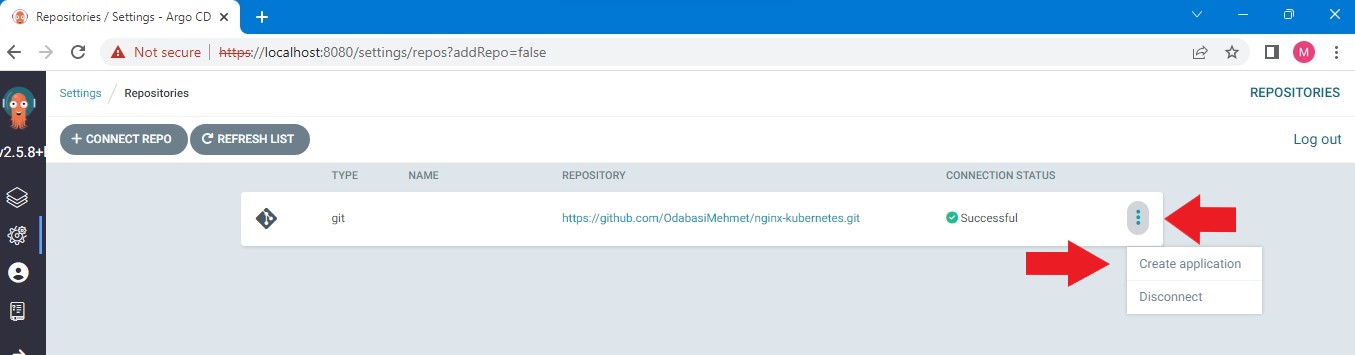 Repositories / Settings - Argo CD
Not secure https://localhost:8080/settings/repos?addRepo=false
M
Settings / Repositories
REPOSITORIES
CONNECT REPO
REFRESH LIST
Log out
v2.5.8+
TYPE NAME REPOSITORY CONNECTION STATUS
git https://github.com/OdabasiMehmet/nginx-kubernetes.git Successful
Create application
Disconnect